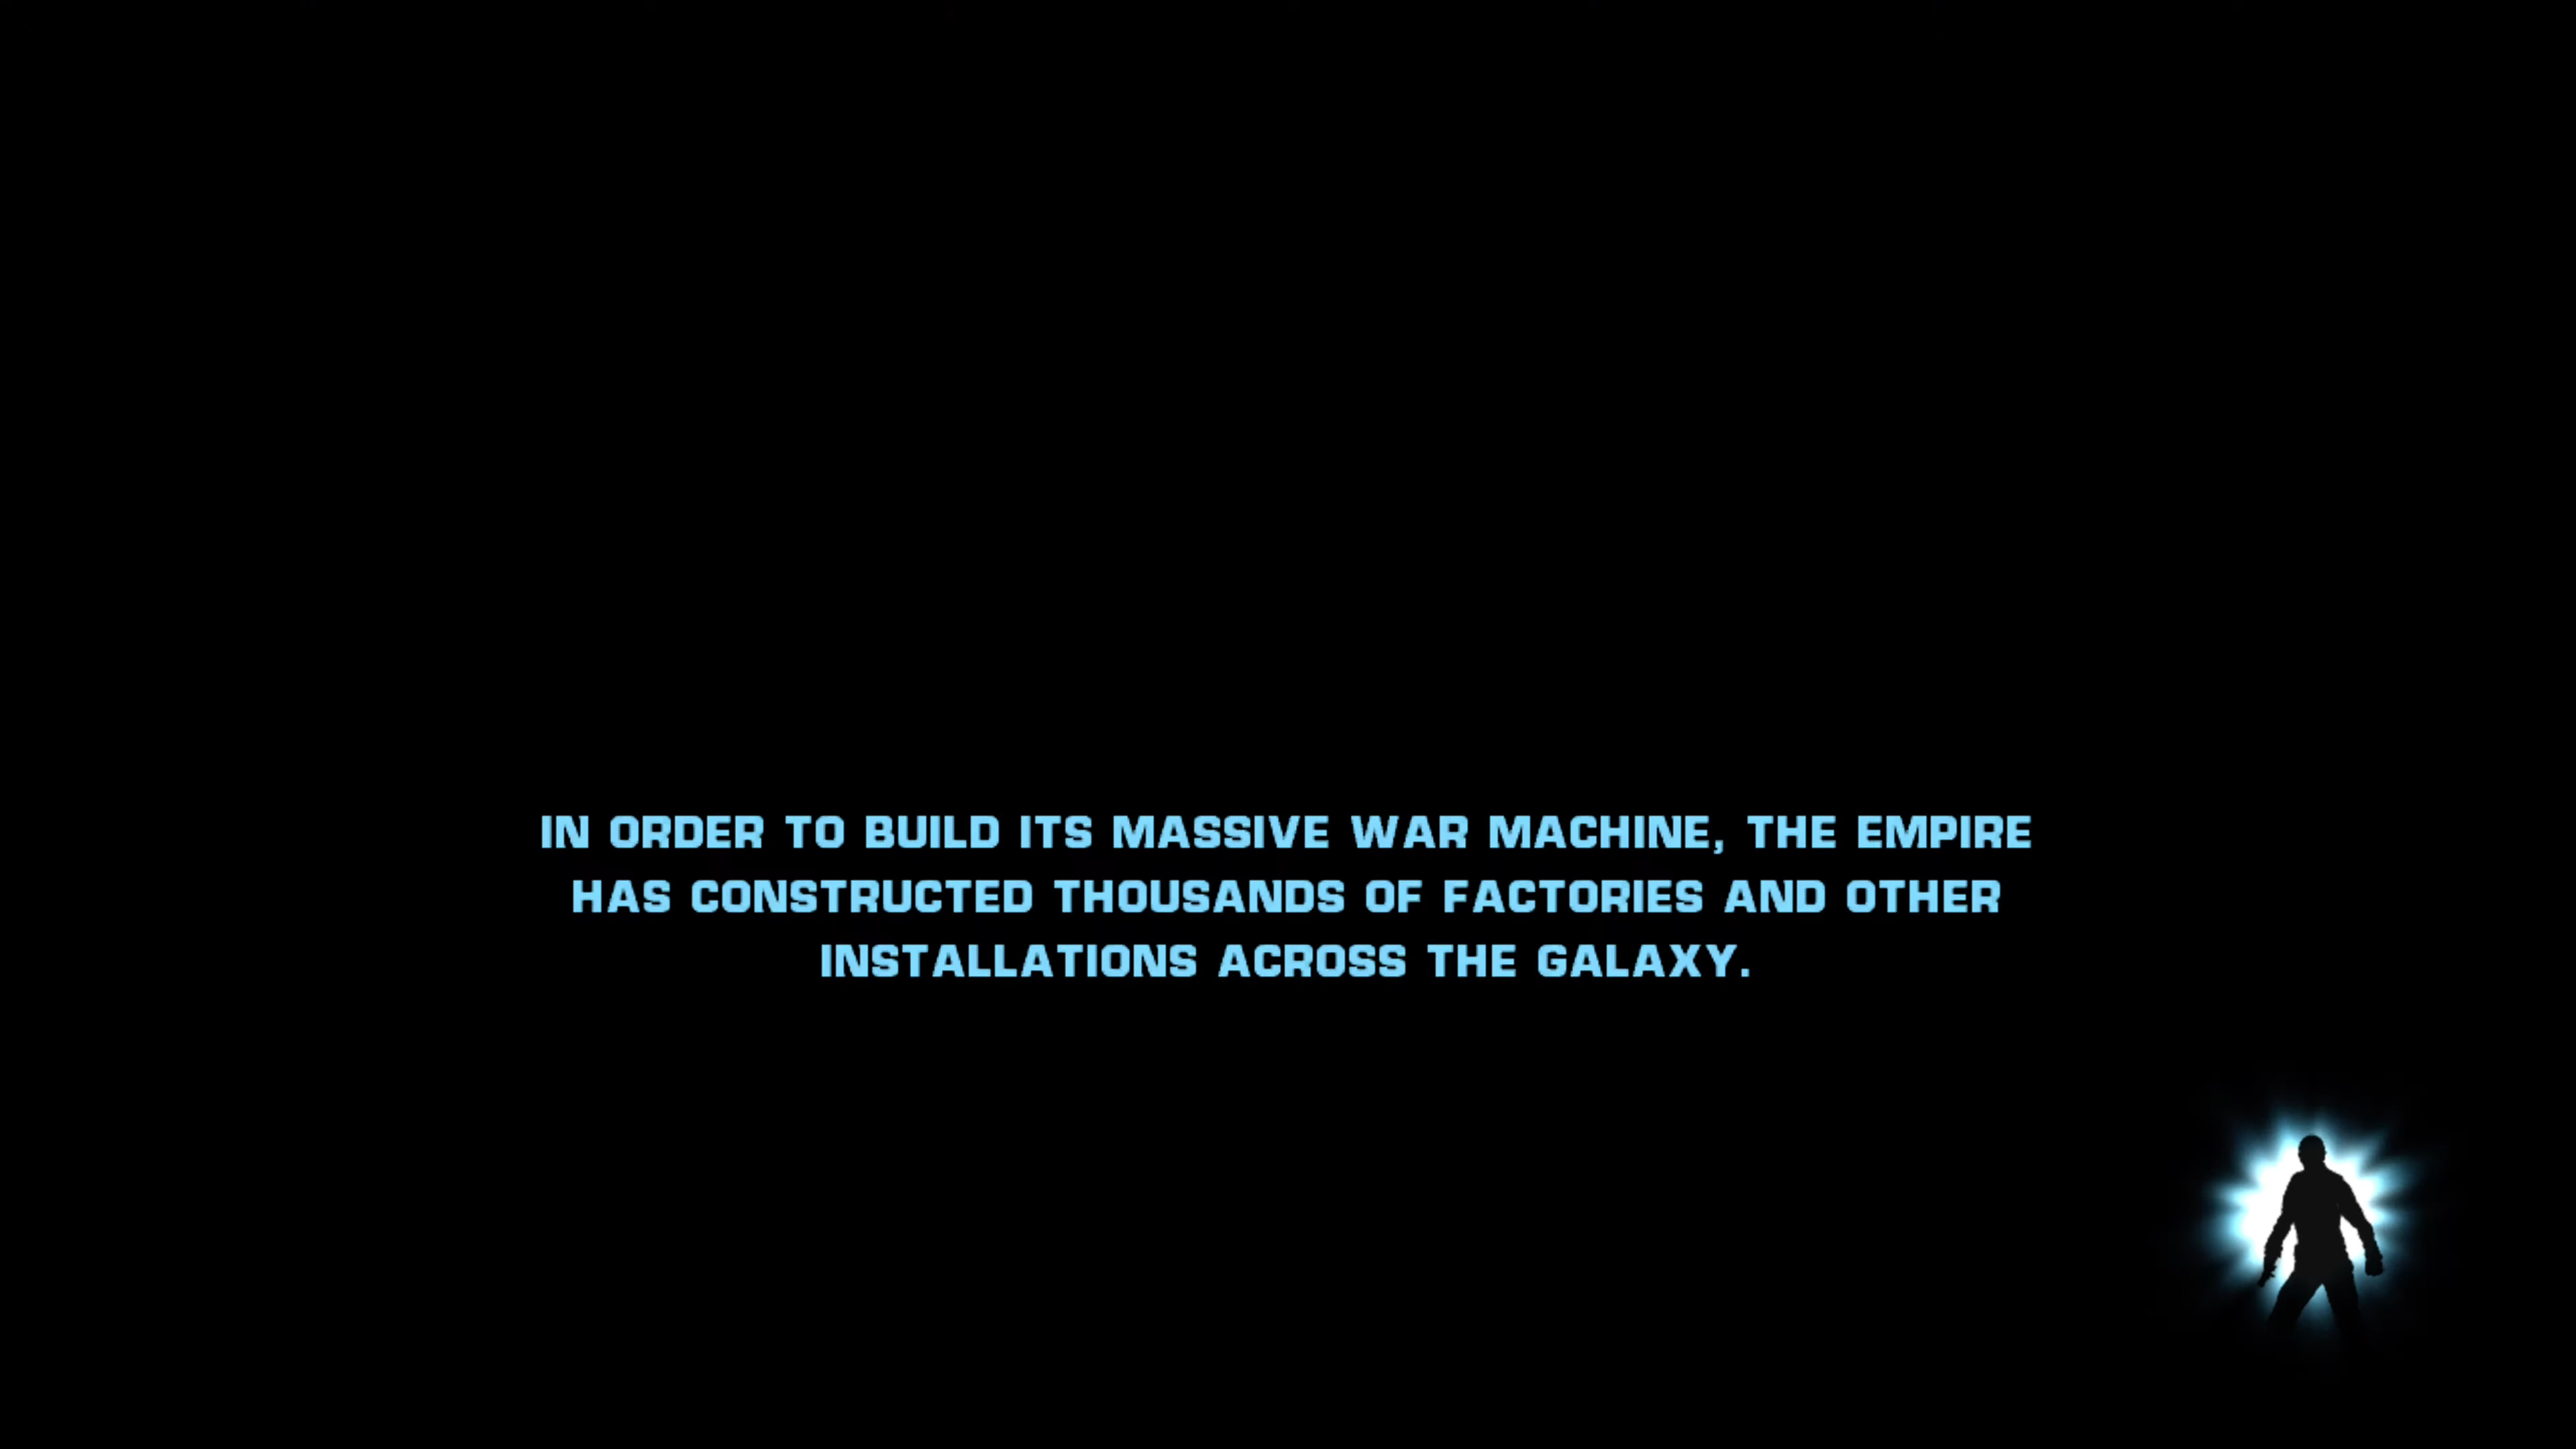 IN ORDER TO BUILD ITS MASSIVE WAR MACHINE, THE EMPIRE
HAS CONSTRUCTED THOUSANDS OF FACTORIES AND OTHER
INSTALLATIONS ACROSS THE GALAXY.